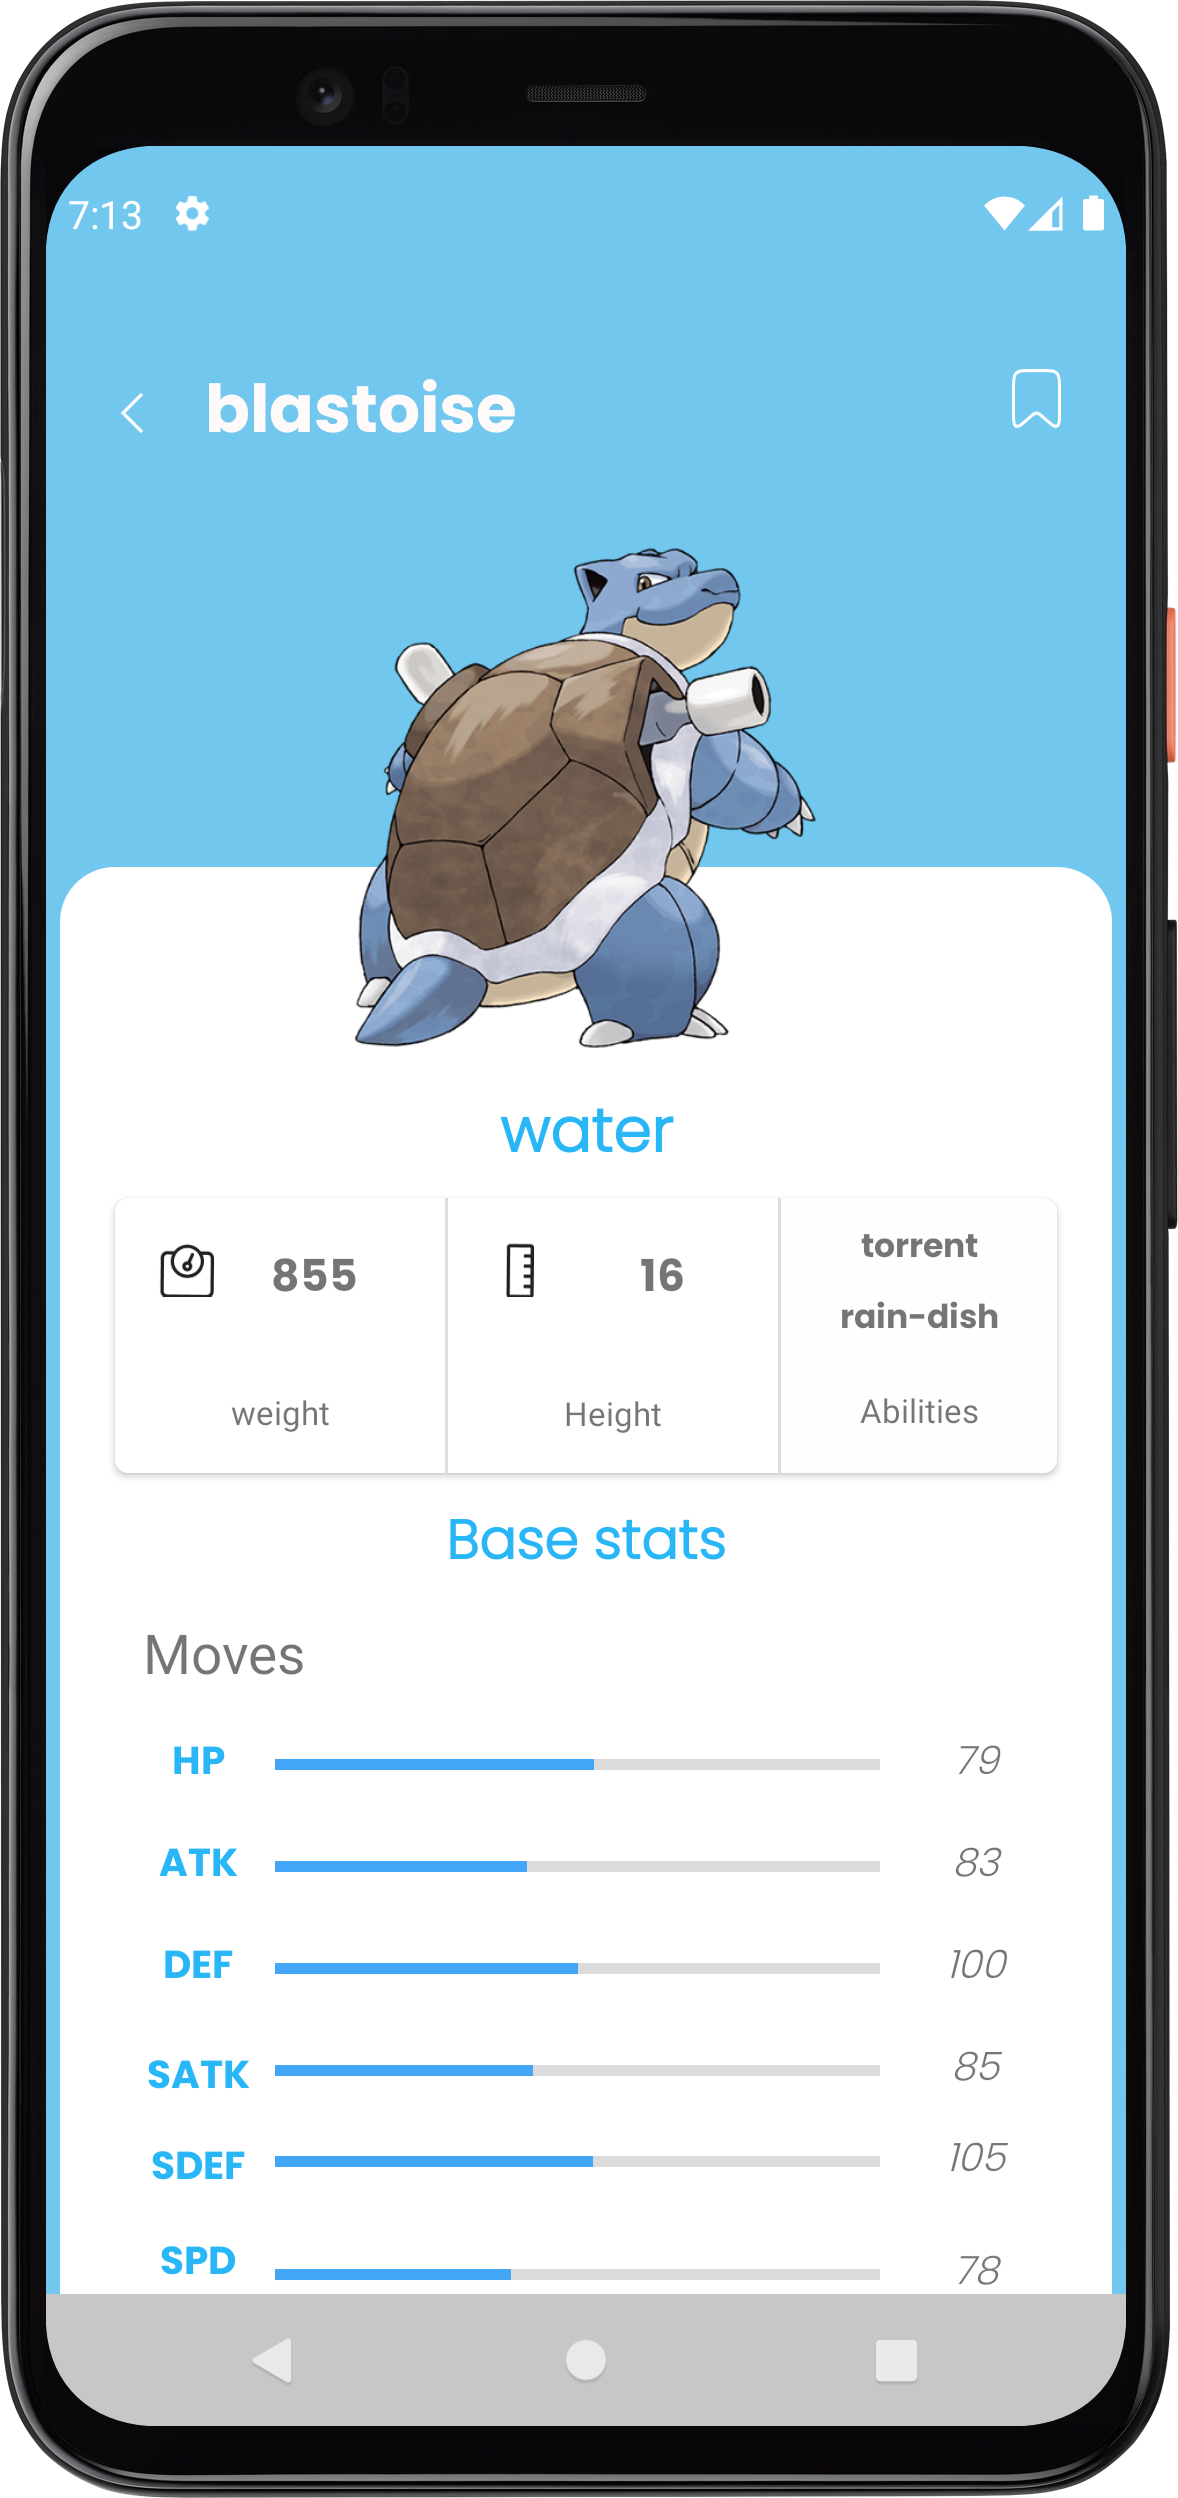 7:13
blastoise
water
855
16
torrent
rain-dish
weight
Height
Abilities
Base stats
Moves
HP 79
ATK 83
DEF 100
SATK 85
SDEF 105
SPD 78